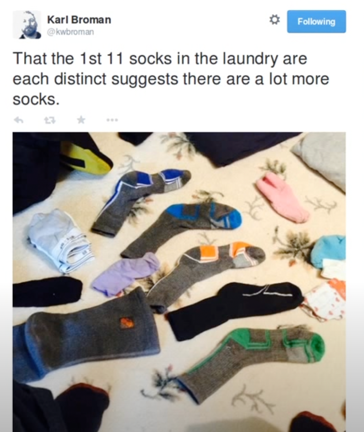 Karl Broman
@kwbroman
Following
That the 1st 11 socks in the laundry are
each distinct suggests there are a lot more
socks.